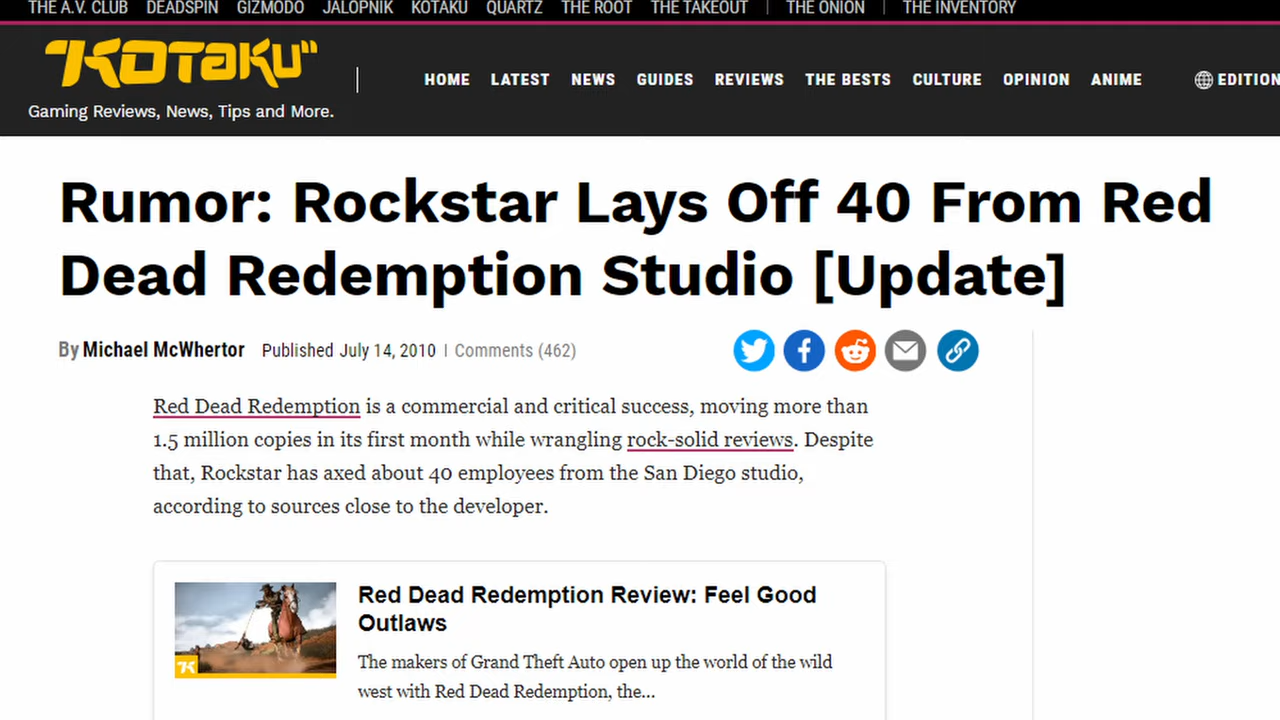 THE A.V. CLUB DEADSPIN GIZMODO JALOPNIK KOTAKU QUARTZ THE ROOT THE TAKEOUT THE ONION THE INVENTORY
KOTAKU
HOME LATEST NEWS GUIDES REVIEWS THE BESTS CULTURE OPINION ANIME EDITION
Gaming Reviews, News, Tips and More.
Rumor: Rockstar Lays Off 40 From Red
Dead Redemption Studio [Update]
By Michael McWhertor Published July 14, 2010 | Comments (462)
Red Dead Redemption is a commercial and critical success, moving more than
1.5 million copies in its first month while wrangling rock-solid reviews. Despite
that, Rockstar has axed about 40 employees from the San Diego studio,
according to sources close to the developer.
Red Dead Redemption Review: Feel Good
Outlaws
The makers of Grand Theft Auto open up the world of the wild
west with Red Dead Redemption, the...